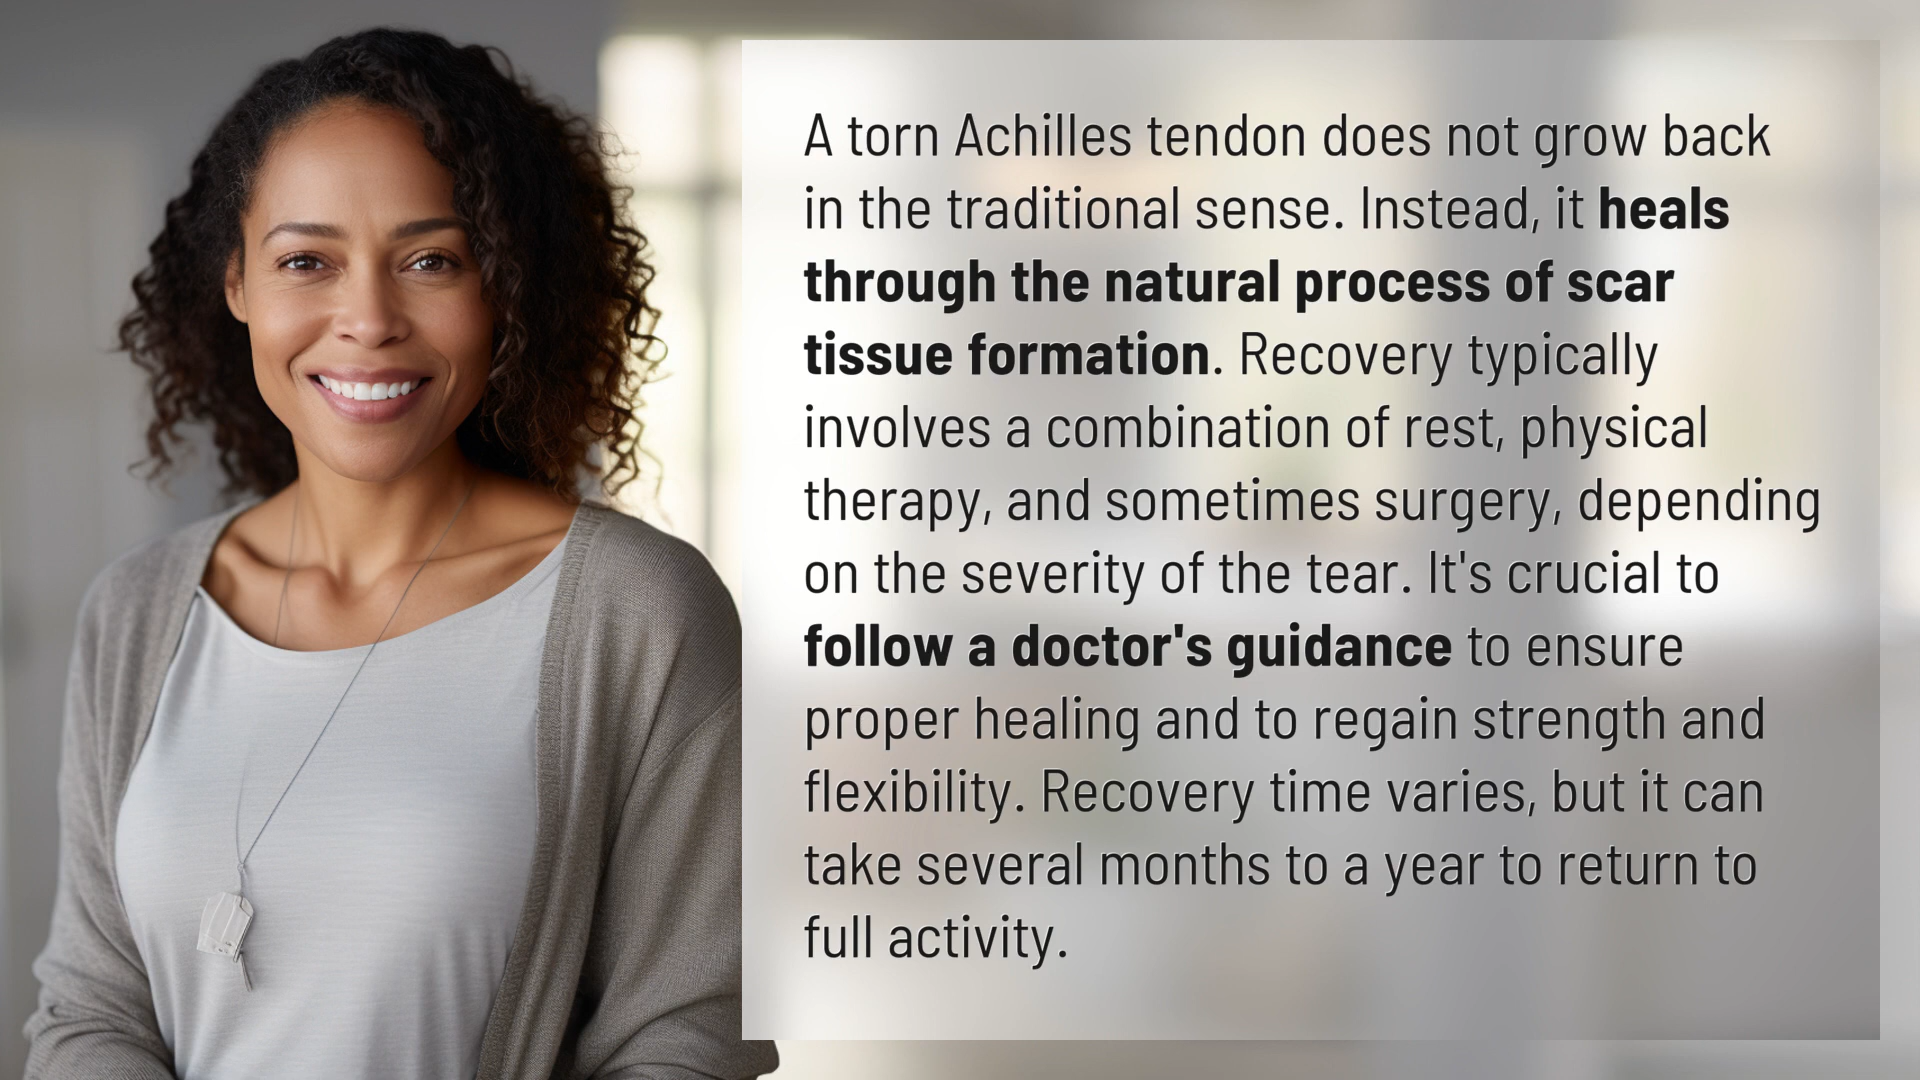 A torn Achilles tendon does not grow back
in the traditional sense. Instead, it heals
through the natural process of scar
tissue formation. Recovery typically
involves a combination of rest, physical
therapy, and sometimes surgery, depending
on the severity of the tear. It's crucial to
follow a doctor's guidance to ensure
proper healing and to regain strength and
flexibility. Recovery time varies, but it can
take several months to a year to return to
full activity.